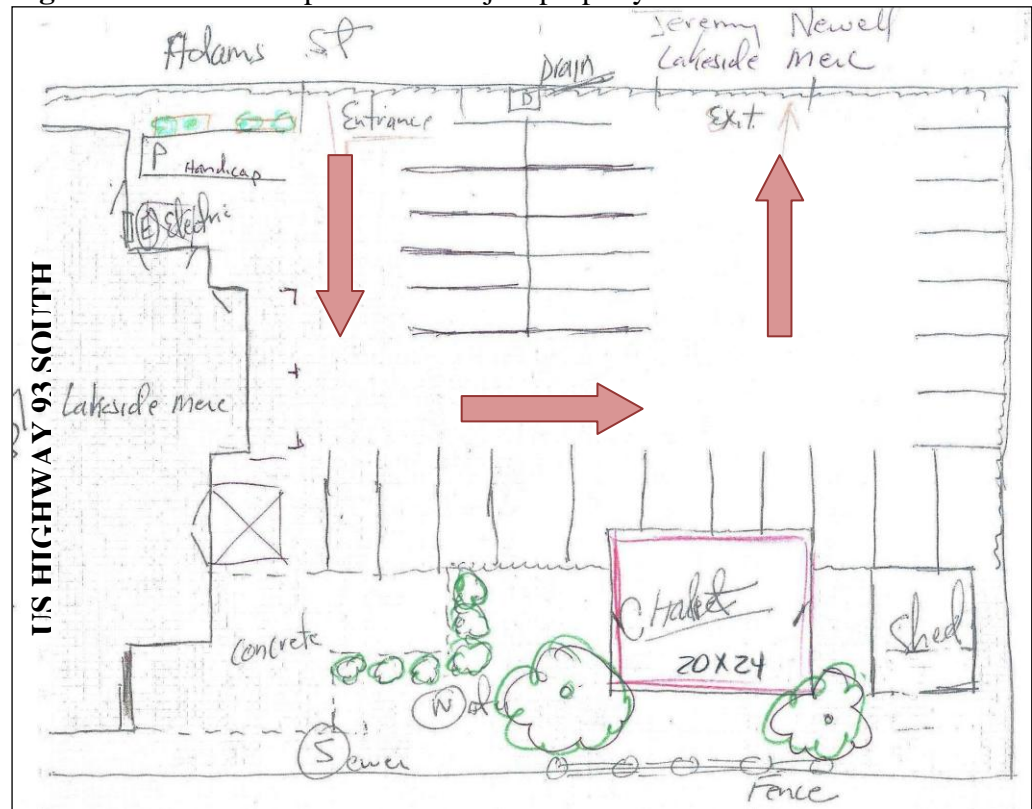 Adams St
Jeremy Newell
Lakeside Merc
Drain
D
Entrance
Exit
P
Handicap
E Electric
US HIGHWAY 93 SOUTH
Lakeside Merc
Concrete
Chalet
20X24
Shed
Water
Sewer
Fence